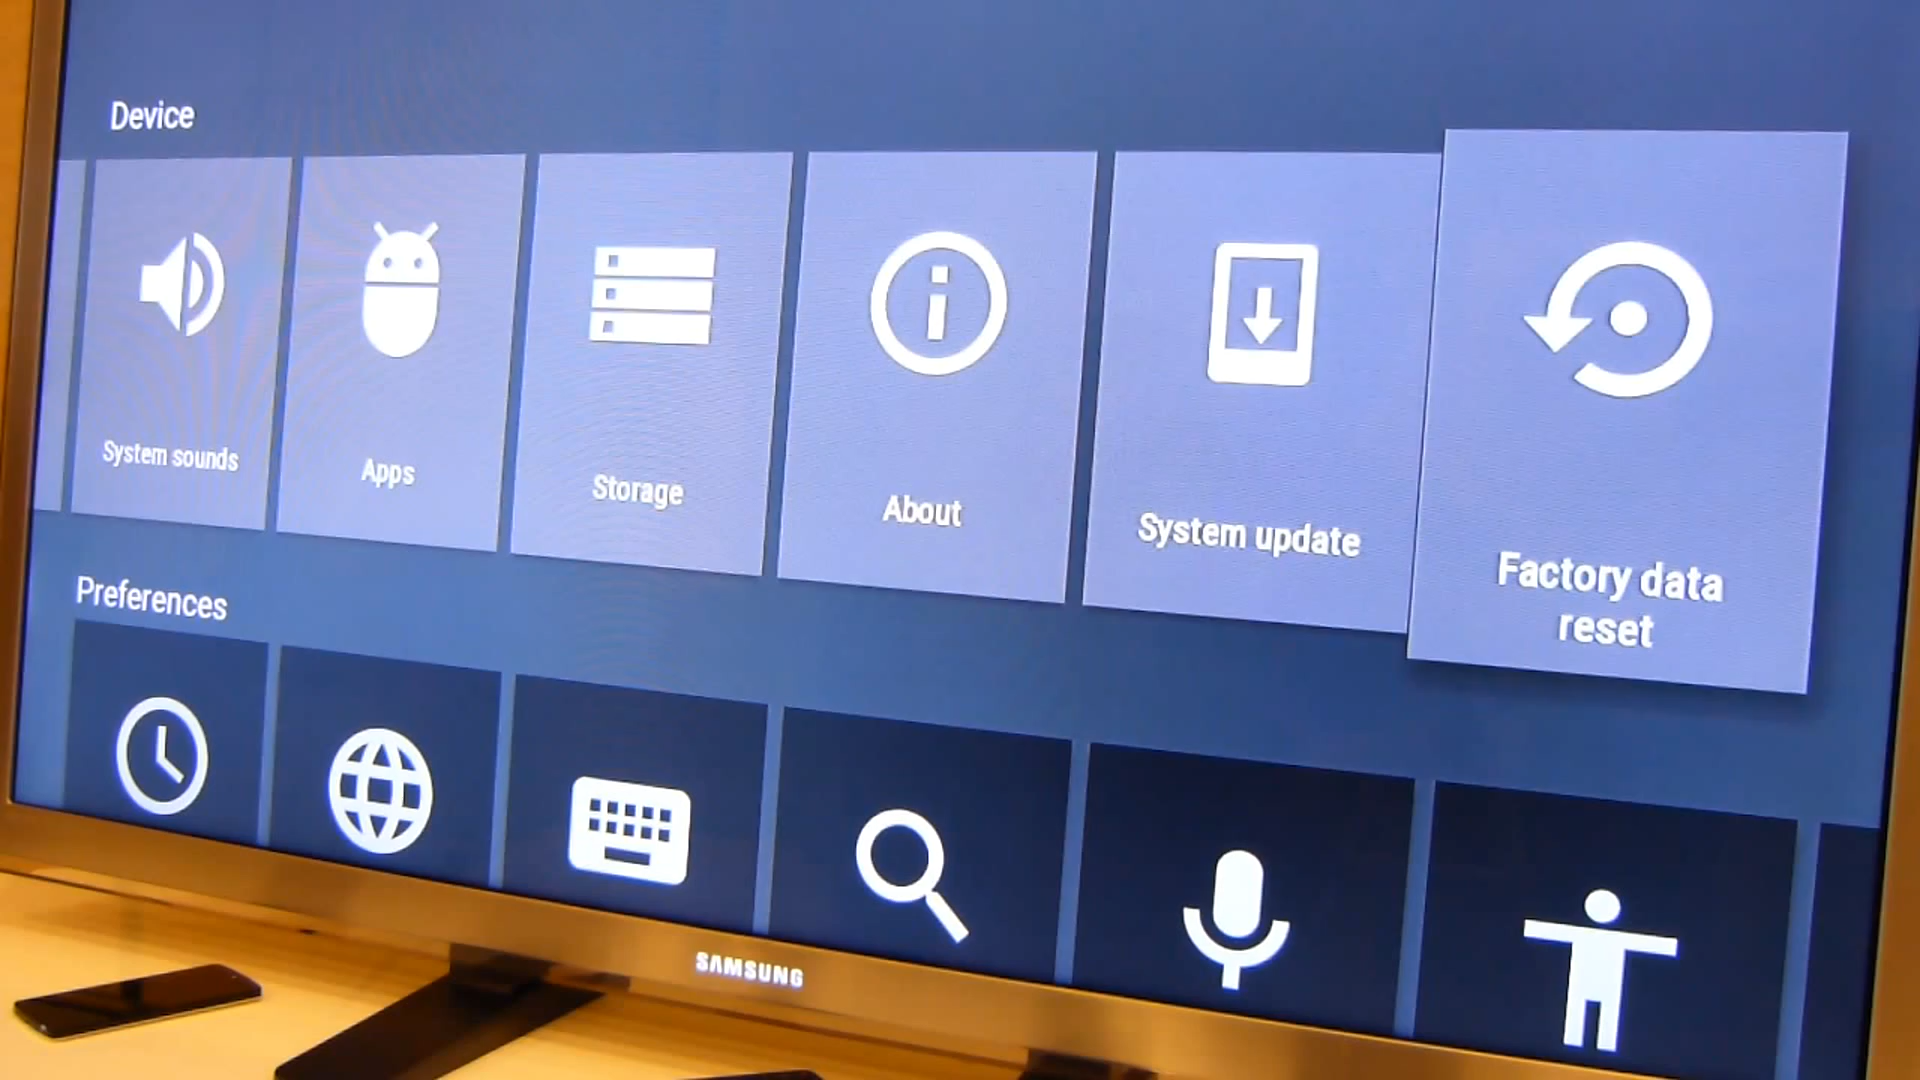 Device
System sounds
Apps
Storage
About
System update
Factory data
reset
Preferences
SAMSUNG